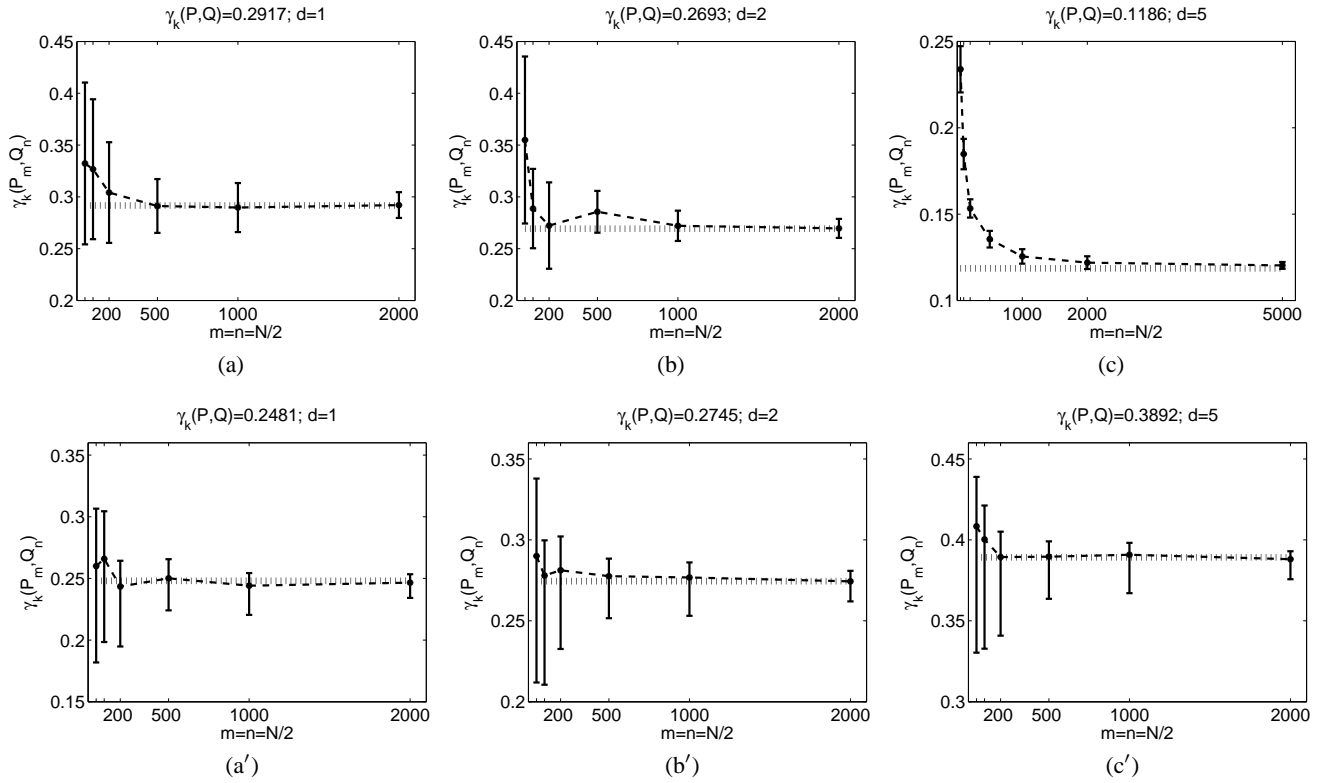 γk(P,Q)=0.2917; d=1
0.45
0.4
0.35
0.3
0.25
0.2
γk(Pm,Qn)
200 500 1000 2000
m=n=N/2
(a)
γk(P,Q)=0.2693; d=2
0.45
0.4
0.35
0.3
0.25
0.2
γk(Pm,Qn)
200 500 1000 2000
m=n=N/2
(b)
γk(P,Q)=0.1186; d=5
0.25
0.2
0.15
0.1
γk(Pm,Qn)
1000 2000 5000
m=n=N/2
(c)
γk(P,Q)=0.2481; d=1
0.35
0.3
0.25
0.2
0.15
γk(Pm,Qn)
200 500 1000 2000
m=n=N/2
(a′)
γk(P,Q)=0.2745; d=2
0.35
0.3
0.25
0.2
γk(Pm,Qn)
200 500 1000 2000
m=n=N/2
(b′)
γk(P,Q)=0.3892; d=5
0.45
0.4
0.35
0.3
γk(Pm,Qn)
200 500 1000 2000
m=n=N/2
(c′)